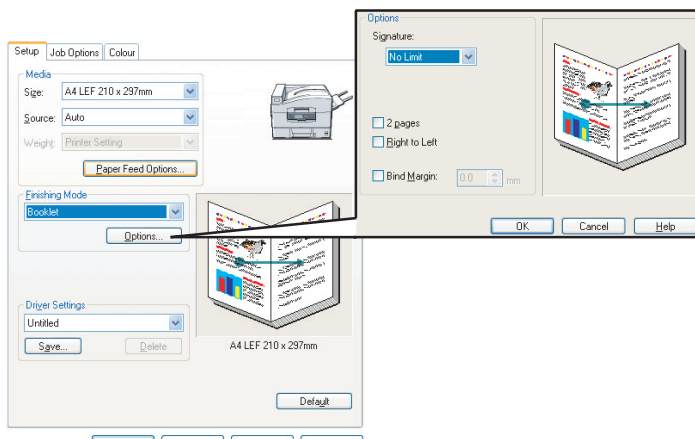 Setup
Job Options
Colour
Media
Size:
A4 LEF 210 x 297mm
Source:
Auto
Weight:
Printer Setting
Paper Feed Options...
Finishing Mode
Booklet
Options...
Driver Settings
Untitled
Save...
Delete
A4 LEF 210 x 297mm
Default
Options
Signature:
No Limit
2 pages
Right to Left
Bind Margin:
0.0
mm
OK
Cancel
Help